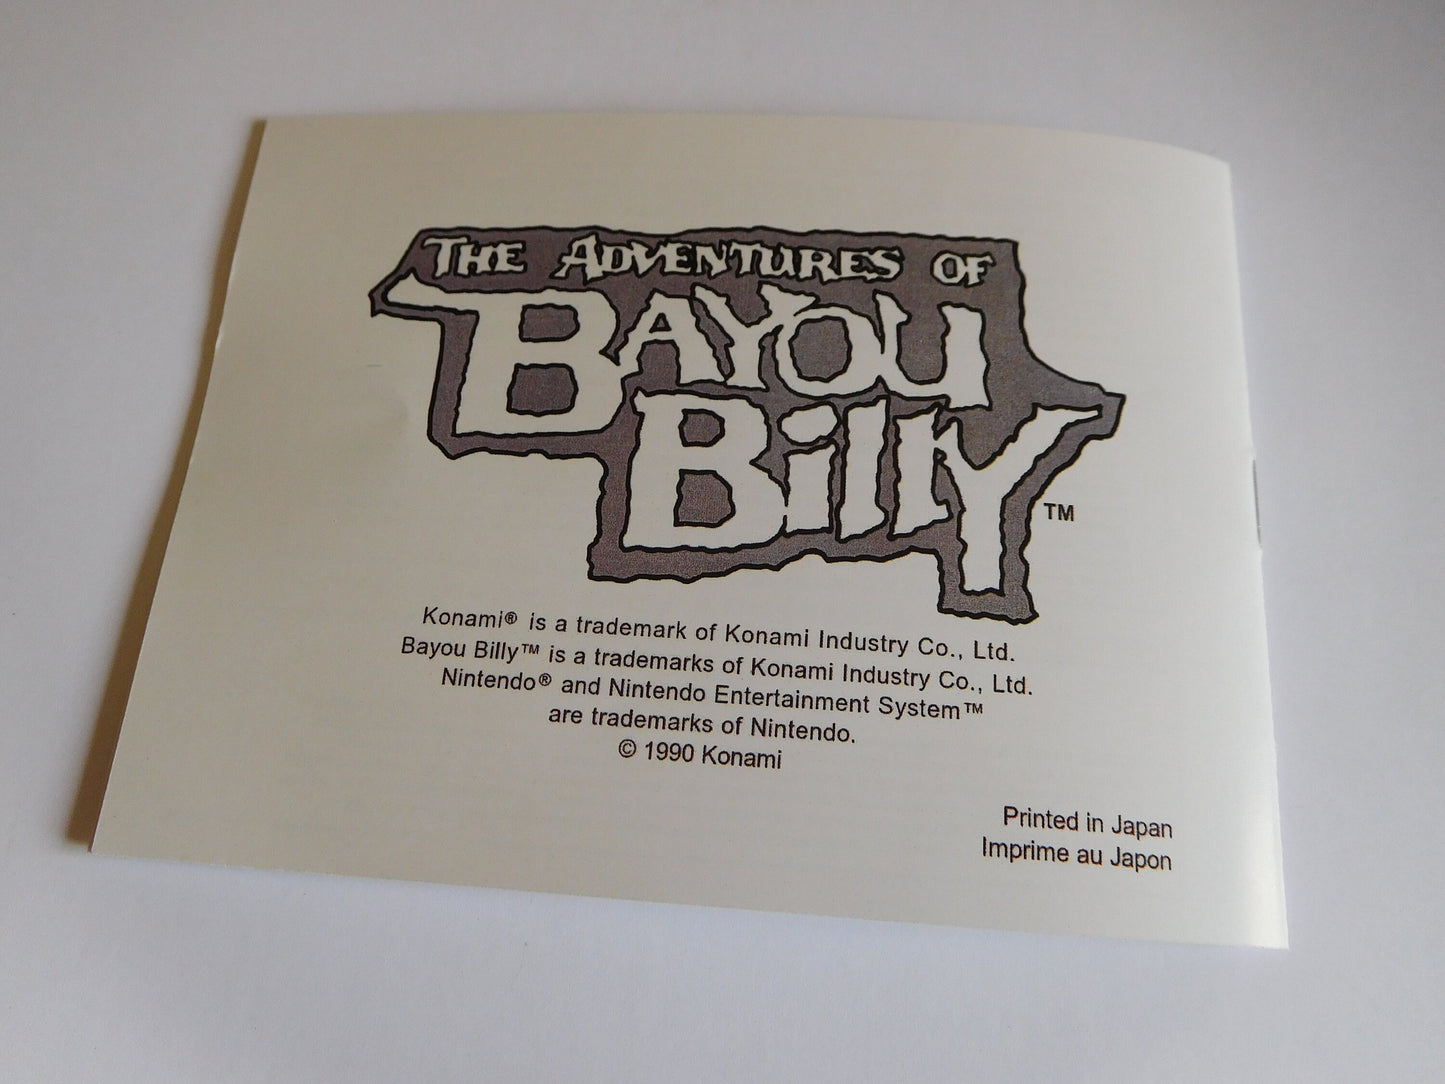 THE ADVENTURES OF
BAYOU
Billy™
Konami® is a trademark of Konami Industry Co., Ltd.
Bayou Billy™ is a trademarks of Konami Industry Co., Ltd.
Nintendo® and Nintendo Entertainment System™
are trademarks of Nintendo.
© 1990 Konami
Printed in Japan
Imprime au Japon